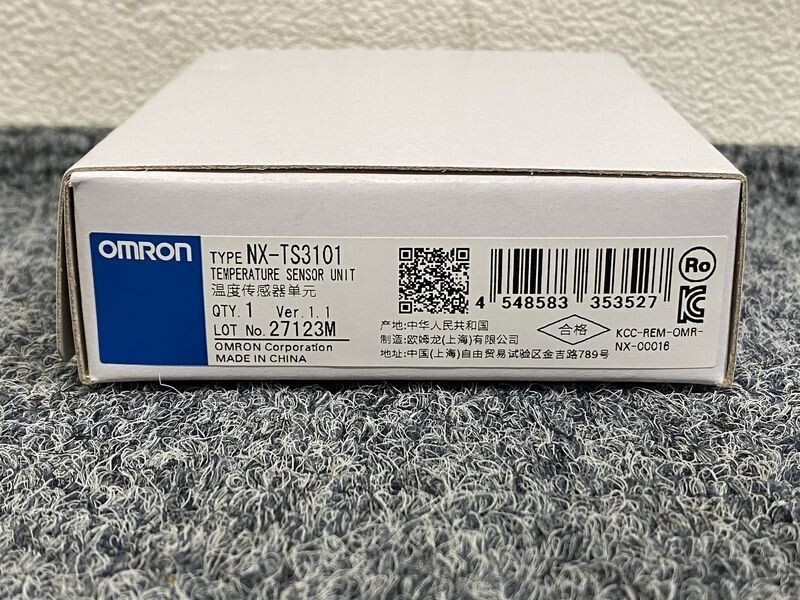 OMRON
TYPE NX-TS3101
TEMPERATURE SENSOR UNIT
温度传感器单元
QTY. 1 Ver.1.1
LOT No. 27123M
OMRON Corporation
MADE IN CHINA
4 548583 353527
产地:中华人民共和国
制造:欧姆龙(上海)有限公司
地址:中国(上海)自由贸易试验区金吉路789号
合格
Ro
KC
KCC-REM-OMR-
NX-00016